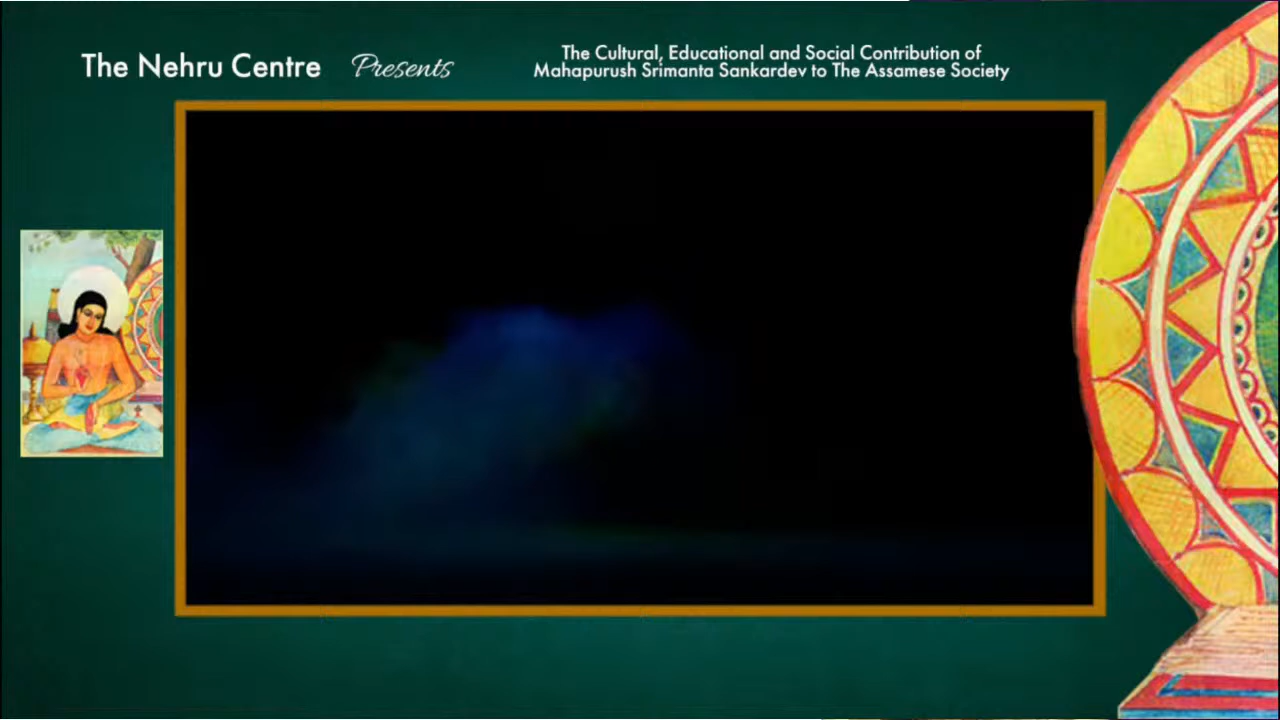 The Nehru Centre Presents
The Cultural, Educational and Social Contribution of
Mahapurush Srimanta Sankardev to The Assamese Society